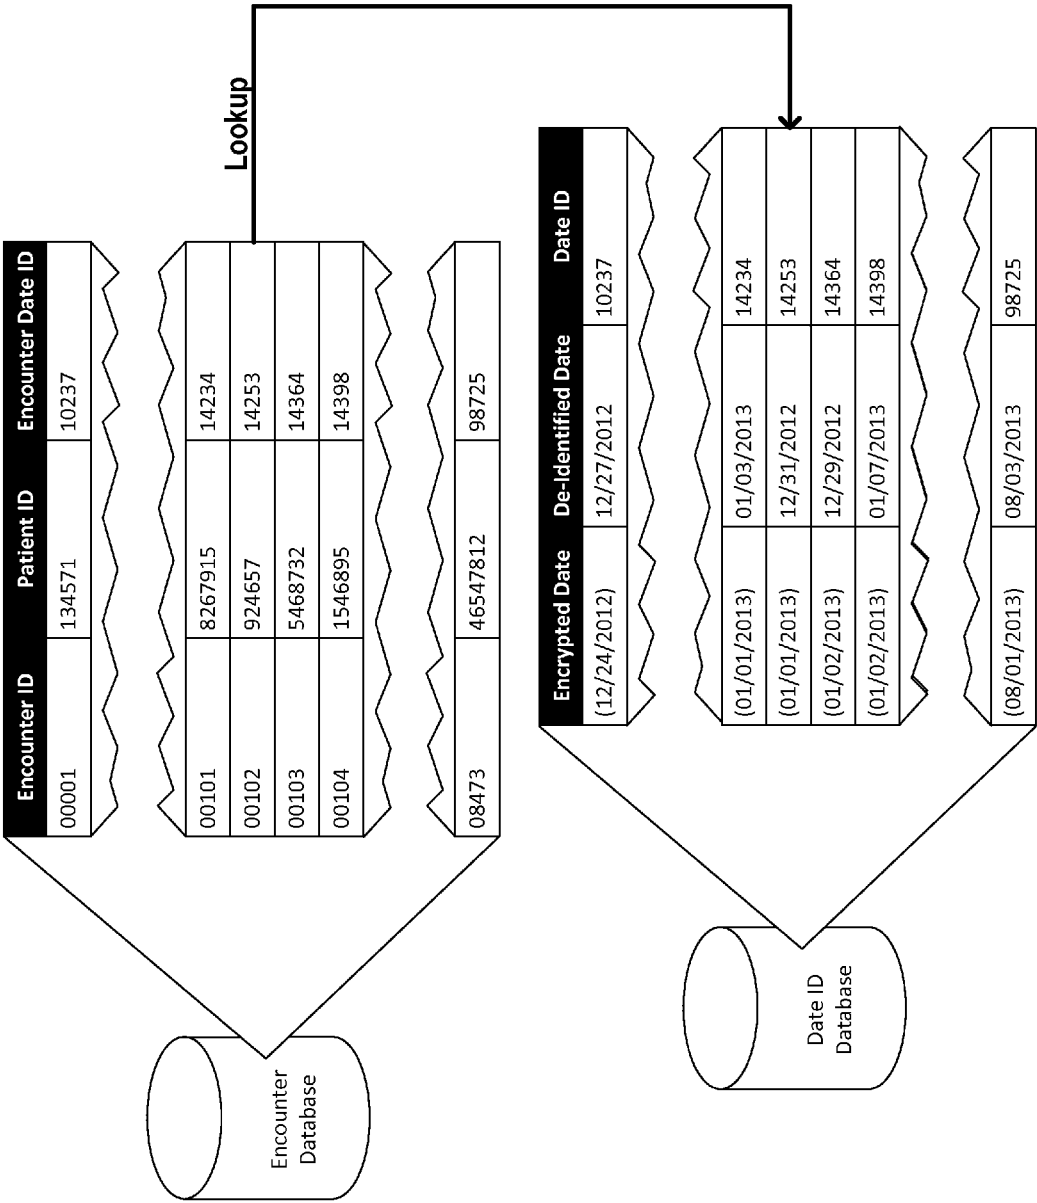 Encounter ID Patient ID Encounter Date ID
00001 134571 10237
00101 8267915 14234
00102 924657 14253
00103 5468732 14364
00104 1546895 14398
08473 46547812 98725
Encounter
Database
Lookup
Encrypted Date De-Identified Date Date ID
(12/24/2012) 12/27/2012 10237
(01/01/2013) 01/03/2013 14234
(01/01/2013) 12/31/2012 14253
(01/02/2013) 12/29/2012 14364
(01/02/2013) 01/07/2013 14398
(08/01/2013) 08/03/2013 98725
Date ID
Database